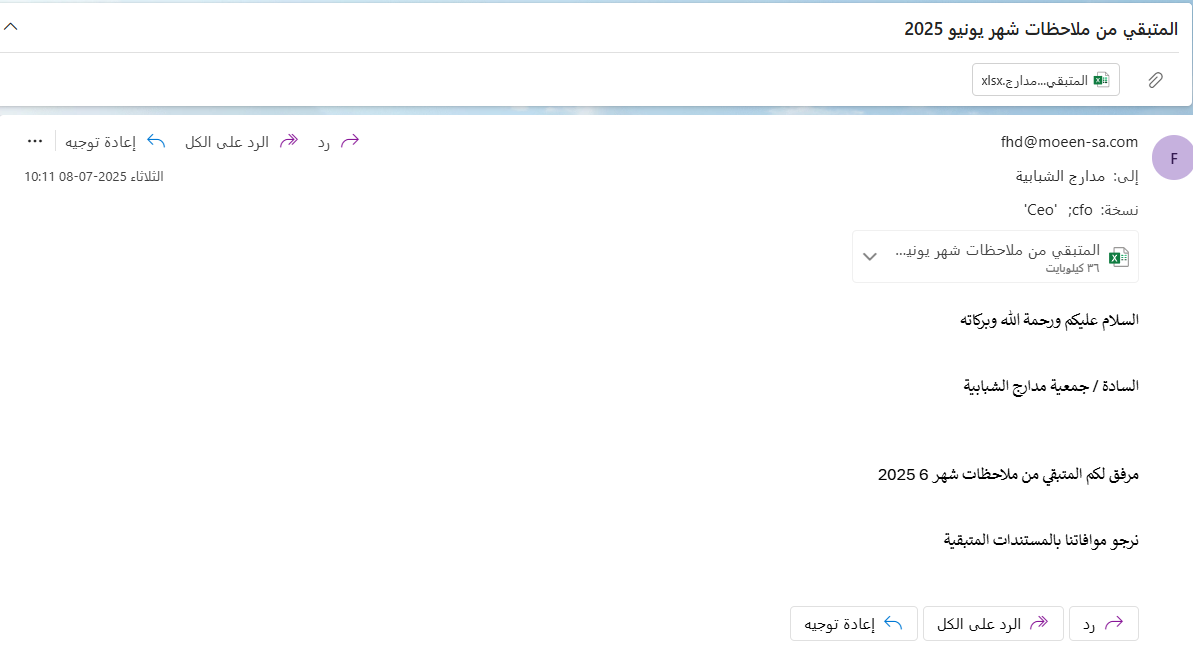 المتبقي من ملاحظات شهر يونيو 2025
المتبقي...مدارج.xlsx
fhd@moeen-sa.com
رد
الرد على الكل
إعادة توجيه
F
إلى: مدارج الشبابية
الثلاثاء 2025-07-08 10:11
نسخة: cfo; 'Ceo'
المتبقي من ملاحظات شهر يونيـ...
٣٦ كيلوبايت
السلام عليكم ورحمة الله وبركاته
السادة / جمعية مدارج الشبابية
مرفق لكم المتبقي من ملاحظات شهر 6 2025
نرجو موافاتنا بالمستندات المتبقية
رد
الرد على الكل
إعادة توجيه